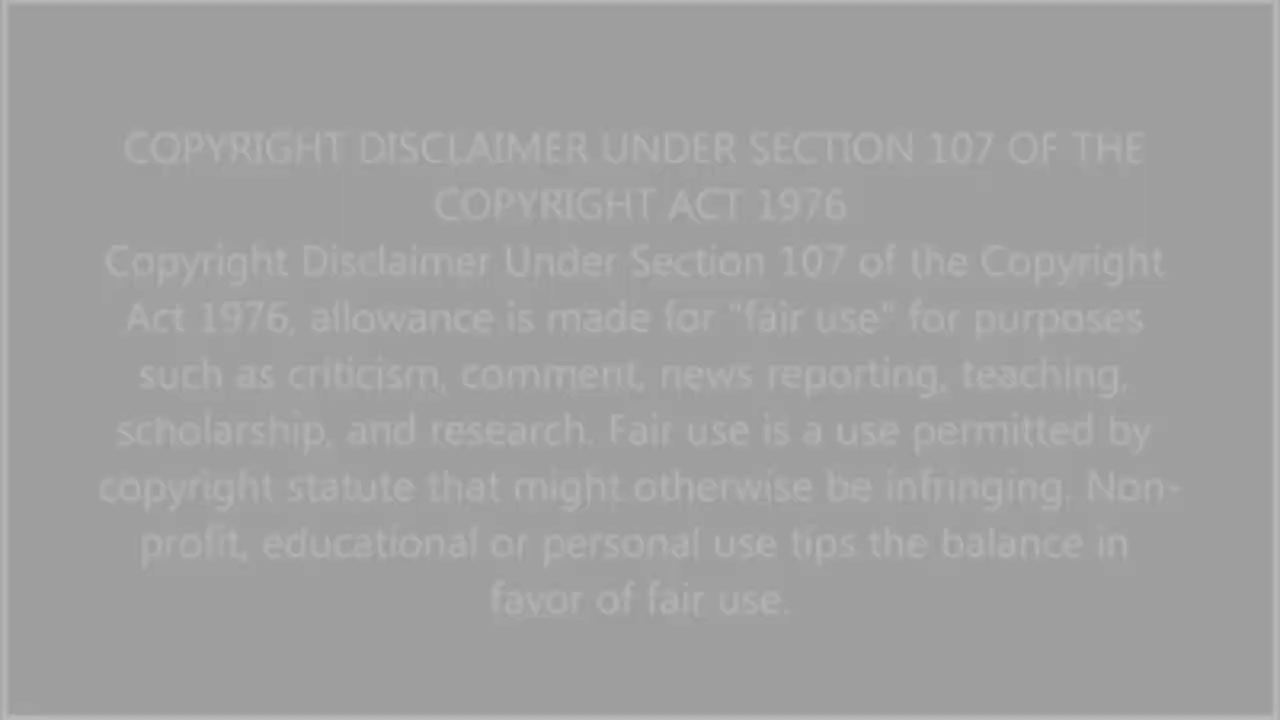 COPYRIGHT DISCLAIMER UNDER SECTION 107 OF THE
COPYRIGHT ACT 1976
Copyright Disclaimer Under Section 107 of the Copyright
Act 1976, allowance is made for "fair use" for purposes
such as criticism, comment, news reporting, teaching,
scholarship, and research. Fair use is a use permitted by
copyright statute that might otherwise be infringing. Non-
profit, educational or personal use tips the balance in
favor of fair use.